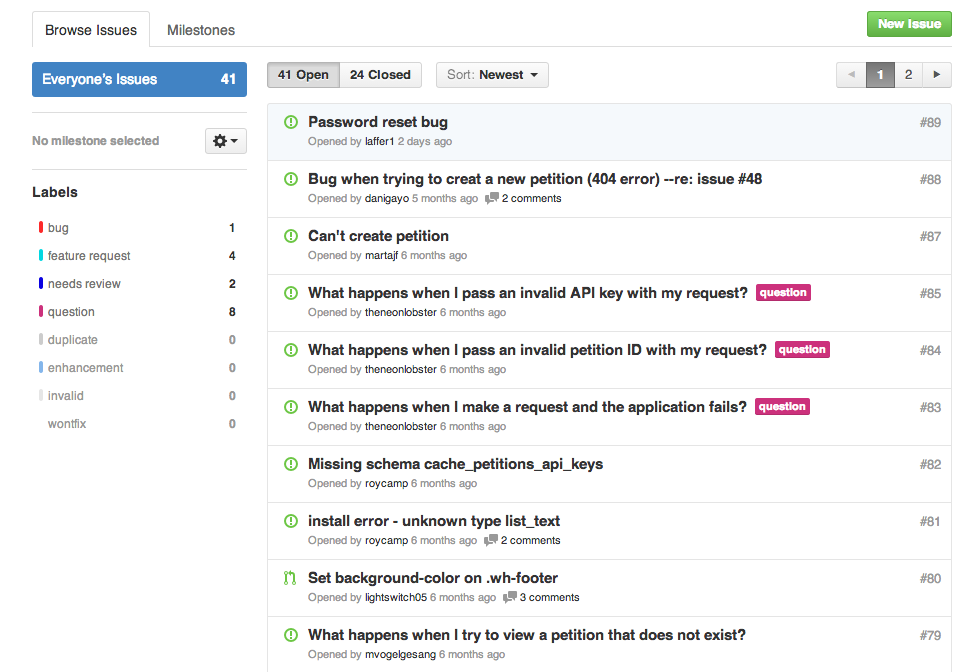 Browse Issues
Milestones
New Issue
Everyone's Issues 41
41 Open 24 Closed Sort: Newest
1 2
No milestone selected
Labels
bug 1
feature request 4
needs review 2
question 8
duplicate 0
enhancement 0
invalid 0
wontfix 0
Password reset bug #89
Opened by laffer1 2 days ago
Bug when trying to creat a new petition (404 error) --re: issue #48 #88
Opened by danigayo 5 months ago 2 comments
Can't create petition #87
Opened by martajf 6 months ago
What happens when I pass an invalid API key with my request? question #85
Opened by theneonlobster 6 months ago
What happens when I pass an invalid petition ID with my request? question #84
Opened by theneonlobster 6 months ago
What happens when I make a request and the application fails? question #83
Opened by theneonlobster 6 months ago
Missing schema cache_petitions_api_keys #82
Opened by roycamp 6 months ago
install error - unknown type list_text #81
Opened by roycamp 6 months ago 2 comments
Set background-color on .wh-footer #80
Opened by lightswitch05 6 months ago 3 comments
What happens when I try to view a petition that does not exist? #79
Opened by mvogelgesang 6 months ago